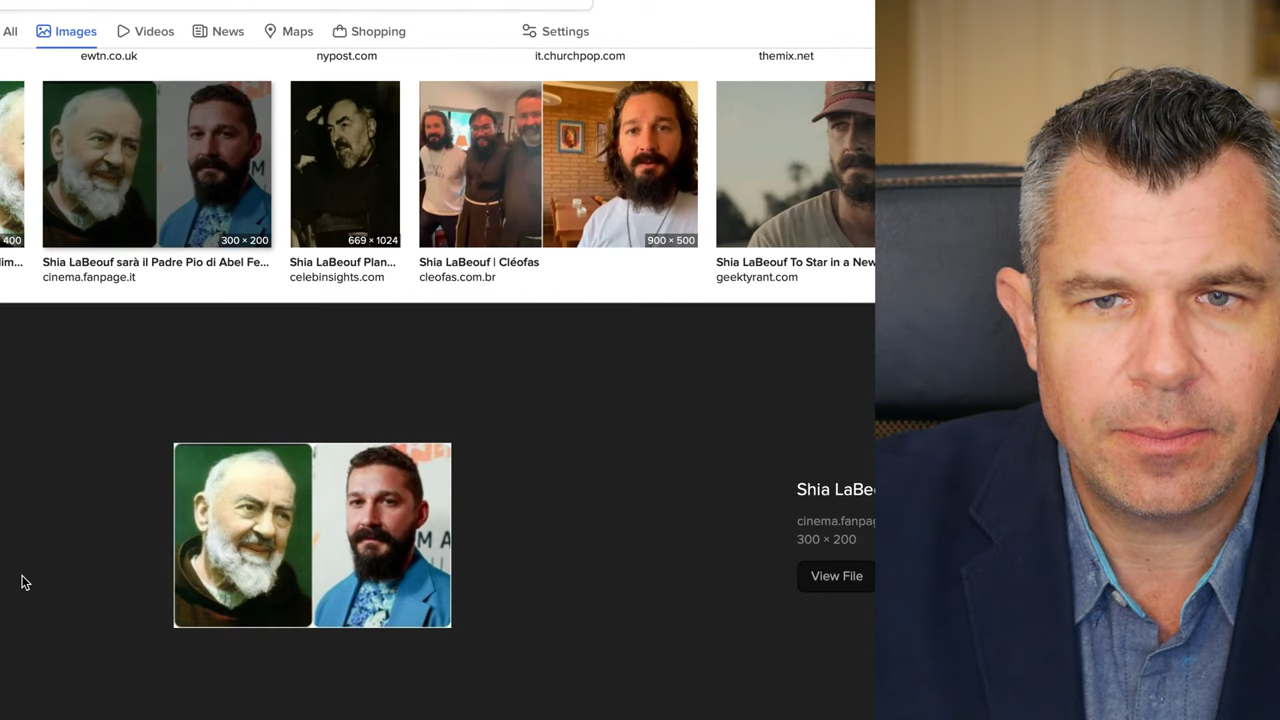 All Images Videos News Maps Shopping Settings
ewtn.co.uk nypost.com it.churchpop.com themix.net
400 300 × 200 669 × 1024 900 × 500
lim... Shia LaBeouf sarà il Padre Pio di Abel Fe... Shia LaBeouf Plan... Shia LaBeouf | Cléofas Shia LaBeouf To Star in a New
cinema.fanpage.it celebinsights.com cleofas.com.br geektyrant.com
M A
Shia LaBe
cinema.fanpag
300 × 200
View File